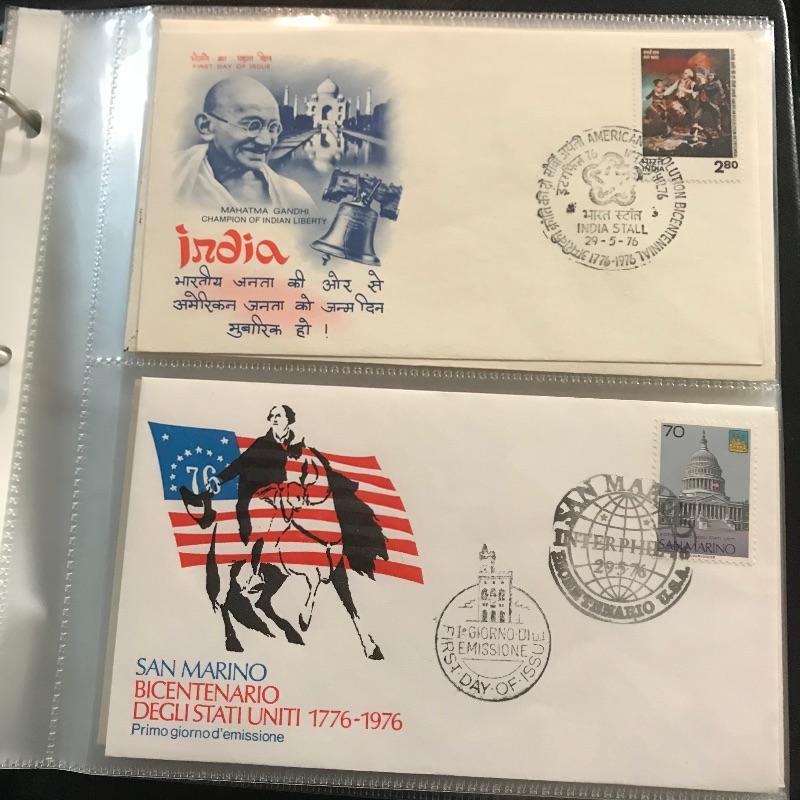 FIRST DAY OF ISSUE
MAHATMA GANDHI
CHAMPION OF INDIAN LIBERTY
india
भारतीय जनता की ओर से
अमेरिकन जनता को जन्म दिन
मुबारिक हो !
भारत
INDIA
2.80
AMERICAN REVOLUTION BICENTENNIAL
1776-1976
भारत स्टॉल
INDIA STALL
29-5-76
76
SAN MARINO
BICENTENARIO
DEGLI STATI UNITI 1776-1976
Primo giorno d'emissione
1° GIORNO DI
EMISSIONE
FIRST·DAY·OF·ISSUE
70
SAN MARINO
SAN MARINO
INTERPHIL
29.5.76
BICENTENARIO U.S.A.